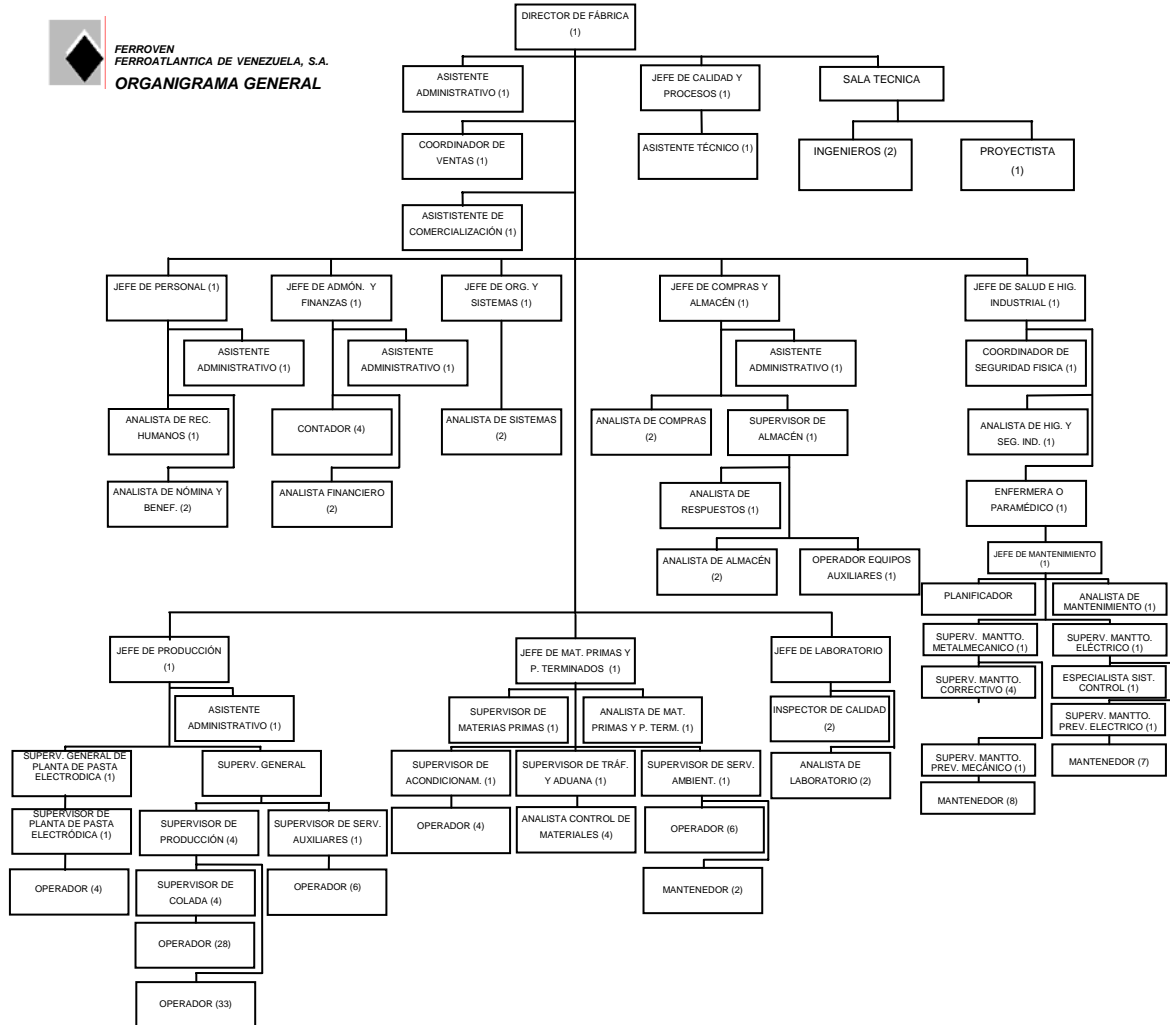 FERROVEN
FERROATLANTICA DE VENEZUELA, S.A.
ORGANIGRAMA GENERAL
DIRECTOR DE FÁBRICA
(1)
ASISTENTE
ADMINISTRATIVO (1)
JEFE DE CALIDAD Y
PROCESOS (1)
SALA TECNICA
COORDINADOR DE
VENTAS (1)
ASISTENTE TÉCNICO (1)
INGENIEROS (2)
PROYECTISTA
(1)
ASISTISTENTE DE
COMERCIALIZACIÓN (1)
JEFE DE PERSONAL (1)
JEFE DE ADMÓN. Y
FINANZAS (1)
JEFE DE ORG. Y
SISTEMAS (1)
JEFE DE COMPRAS Y
ALMACÉN (1)
JEFE DE SALUD E HIG.
INDUSTRIAL (1)
ASISTENTE
ADMINISTRATIVO (1)
ASISTENTE
ADMINISTRATIVO (1)
ASISTENTE
ADMINISTRATIVO (1)
COORDINADOR DE
SEGURIDAD FISICA (1)
ANALISTA DE REC.
HUMANOS (1)
CONTADOR (4)
ANALISTA DE SISTEMAS
(2)
ANALISTA DE COMPRAS
(2)
SUPERVISOR DE
ALMACÉN (1)
ANALISTA DE HIG. Y
SEG. IND. (1)
ANALISTA DE NÓMINA Y
BENEF. (2)
ANALISTA FINANCIERO
(2)
ANALISTA DE
RESPUESTOS (1)
ENFERMERA O
PARAMÉDICO (1)
ANALISTA DE ALMACÉN
(2)
OPERADOR EQUIPOS
AUXILIARES (1)
JEFE DE MANTENIMIENTO
(1)
PLANIFICADOR
ANALISTA DE
MANTENIMIENTO (1)
JEFE DE PRODUCCIÓN
(1)
JEFE DE MAT. PRIMAS Y
P. TERMINADOS (1)
JEFE DE LABORATORIO
SUPERV. MANTTO.
METALMECANICO (1)
SUPERV. MANTTO.
ELÉCTRICO (1)
ASISTENTE
ADMINISTRATIVO (1)
SUPERVISOR DE
MATERIAS PRIMAS (1)
ANALISTA DE MAT.
PRIMAS Y P. TERM. (1)
INSPECTOR DE CALIDAD
(2)
SUPERV. MANTTO.
CORRECTIVO (4)
ESPECIALISTA SIST.
CONTROL (1)
SUPERV. MANTTO.
PREV. ELECTRICO (1)
SUPERV. GENERAL DE
PLANTA DE PASTA
ELECTRODICA (1)
SUPERV. GENERAL
SUPERVISOR DE
ACONDICIONAM. (1)
SUPERVISOR DE TRÁF.
Y ADUANA (1)
SUPERVISOR DE SERV.
AMBIENT. (1)
ANALISTA DE
LABORATORIO (2)
SUPERV. MANTTO.
PREV. MECÁNICO (1)
MANTENEDOR (7)
SUPERVISOR DE
PLANTA DE PASTA
ELECTRÓDICA (1)
SUPERVISOR DE
PRODUCCIÓN (4)
SUPERVISOR DE SERV.
AUXILIARES (1)
OPERADOR (4)
ANALISTA CONTROL DE
MATERIALES (4)
OPERADOR (6)
MANTENEDOR (8)
OPERADOR (4)
SUPERVISOR DE
COLADA (4)
OPERADOR (6)
MANTENEDOR (2)
OPERADOR (28)
OPERADOR (33)